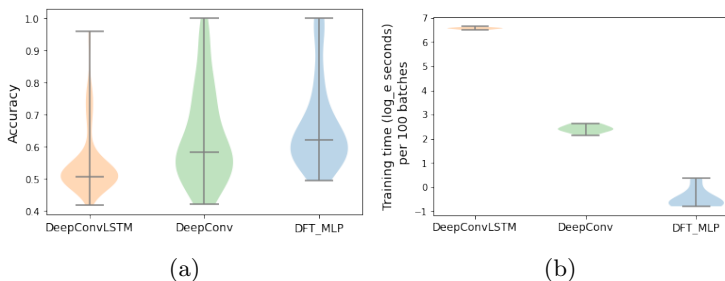 Accuracy
1.0
0.9
0.8
0.7
0.6
0.5
0.4
DeepConvLSTM DeepConv DFT_MLP
(a)
Training time (log_e seconds)
per 100 batches
7
6
5
4
3
2
1
0
−1
DeepConvLSTM DeepConv DFT_MLP
(b)